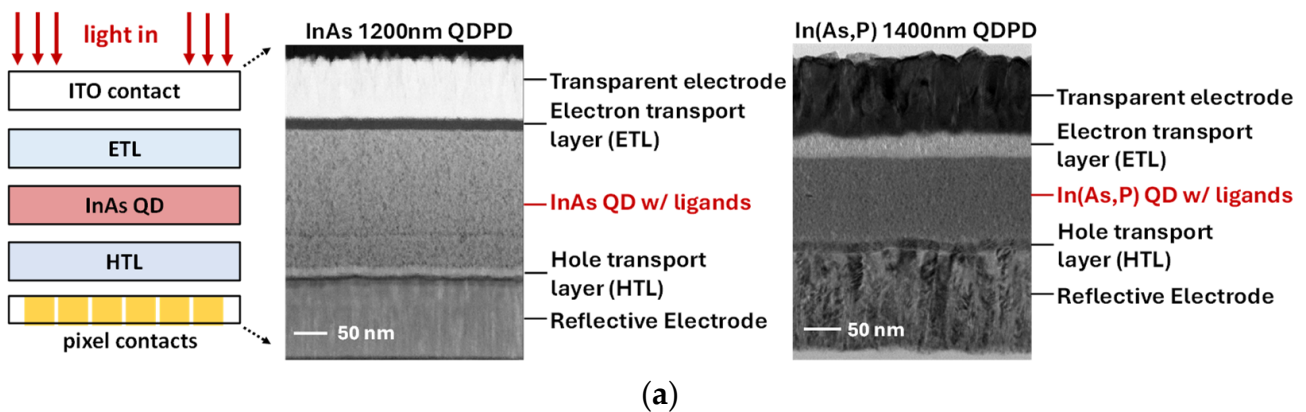 light in
ITO contact
ETL
InAs QD
HTL
pixel contacts
InAs 1200nm QDPD
Transparent electrode
Electron transport
layer (ETL)
InAs QD w/ ligands
Hole transport
layer (HTL)
Reflective Electrode
50 nm
In(As,P) 1400nm QDPD
Transparent electrode
Electron transport
layer (ETL)
In(As,P) QD w/ ligands
Hole transport
layer (HTL)
Reflective Electrode
50 nm
(a)